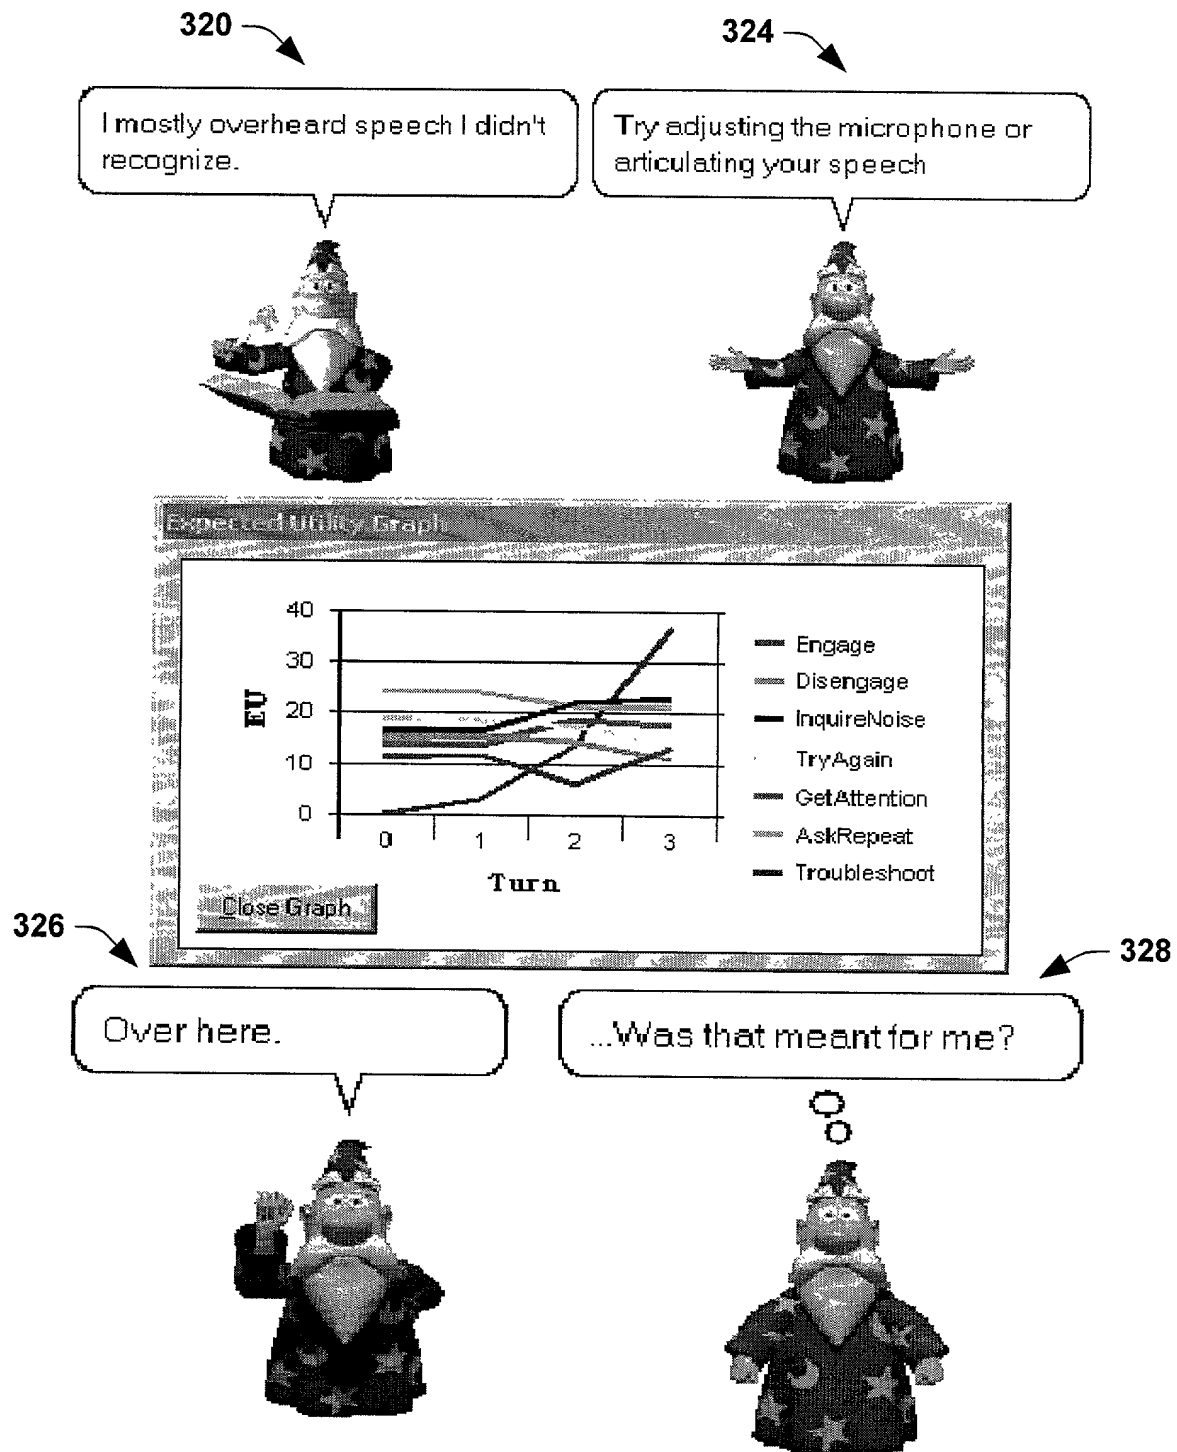 320
324
I mostly overheard speech I didn't
recognize.
Try adjusting the microphone or
articulating your speech
Expected Utility Graph
40
30
20
10
0
EU
0 1 2 3
Turn
Engage
Disengage
InquireNoise
TryAgain
GetAttention
AskRepeat
Troubleshoot
Close Graph
326
328
Over here.
...Was that meant for me?